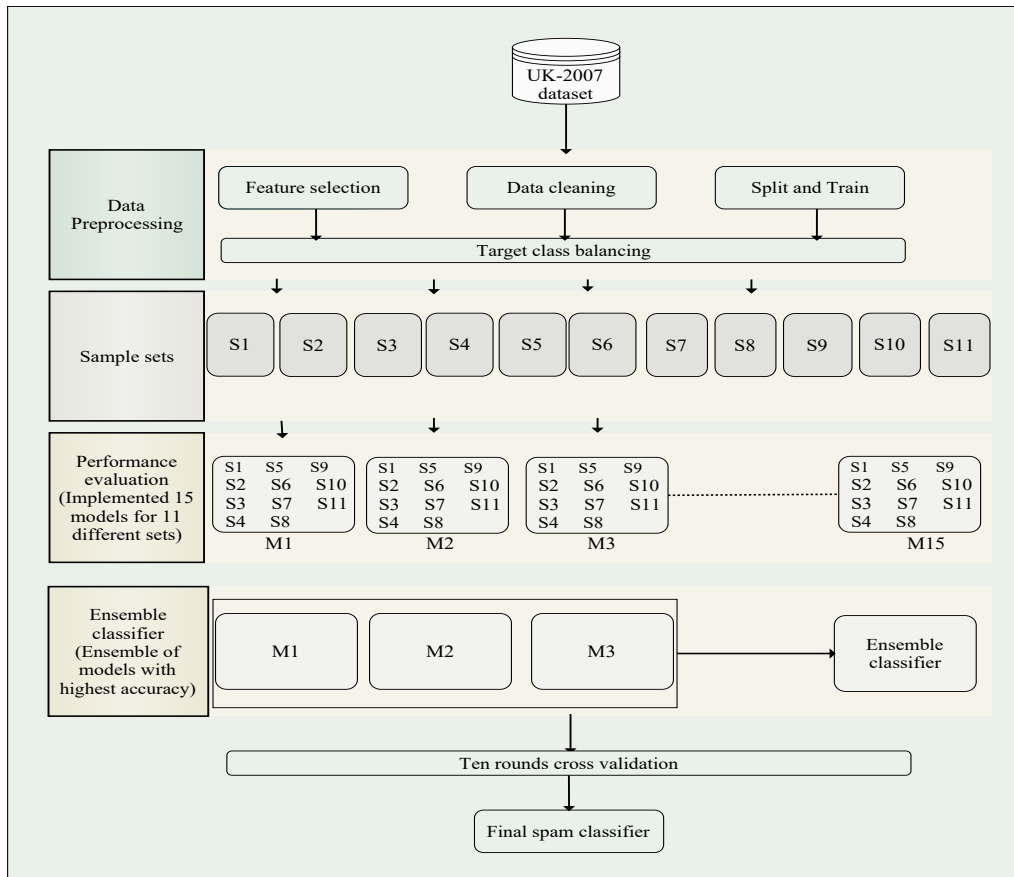 UK-2007
dataset
Data
Preprocessing
Feature selection
Data cleaning
Split and Train
Target class balancing
Sample sets
S1
S2
S3
S4
S5
S6
S7
S8
S9
S10
S11
Performance
evaluation
(Implemented 15
models for 11
different sets)
S1 S5 S9
S2 S6 S10
S3 S7 S11
S4 S8
M1
S1 S5 S9
S2 S6 S10
S3 S7 S11
S4 S8
M2
S1 S5 S9
S2 S6 S10
S3 S7 S11
S4 S8
M3
S1 S5 S9
S2 S6 S10
S3 S7 S11
S4 S8
M15
Ensemble
classifier
(Ensemble of
models with
highest accuracy)
M1
M2
M3
Ensemble
classifier
Ten rounds cross validation
Final spam classifier